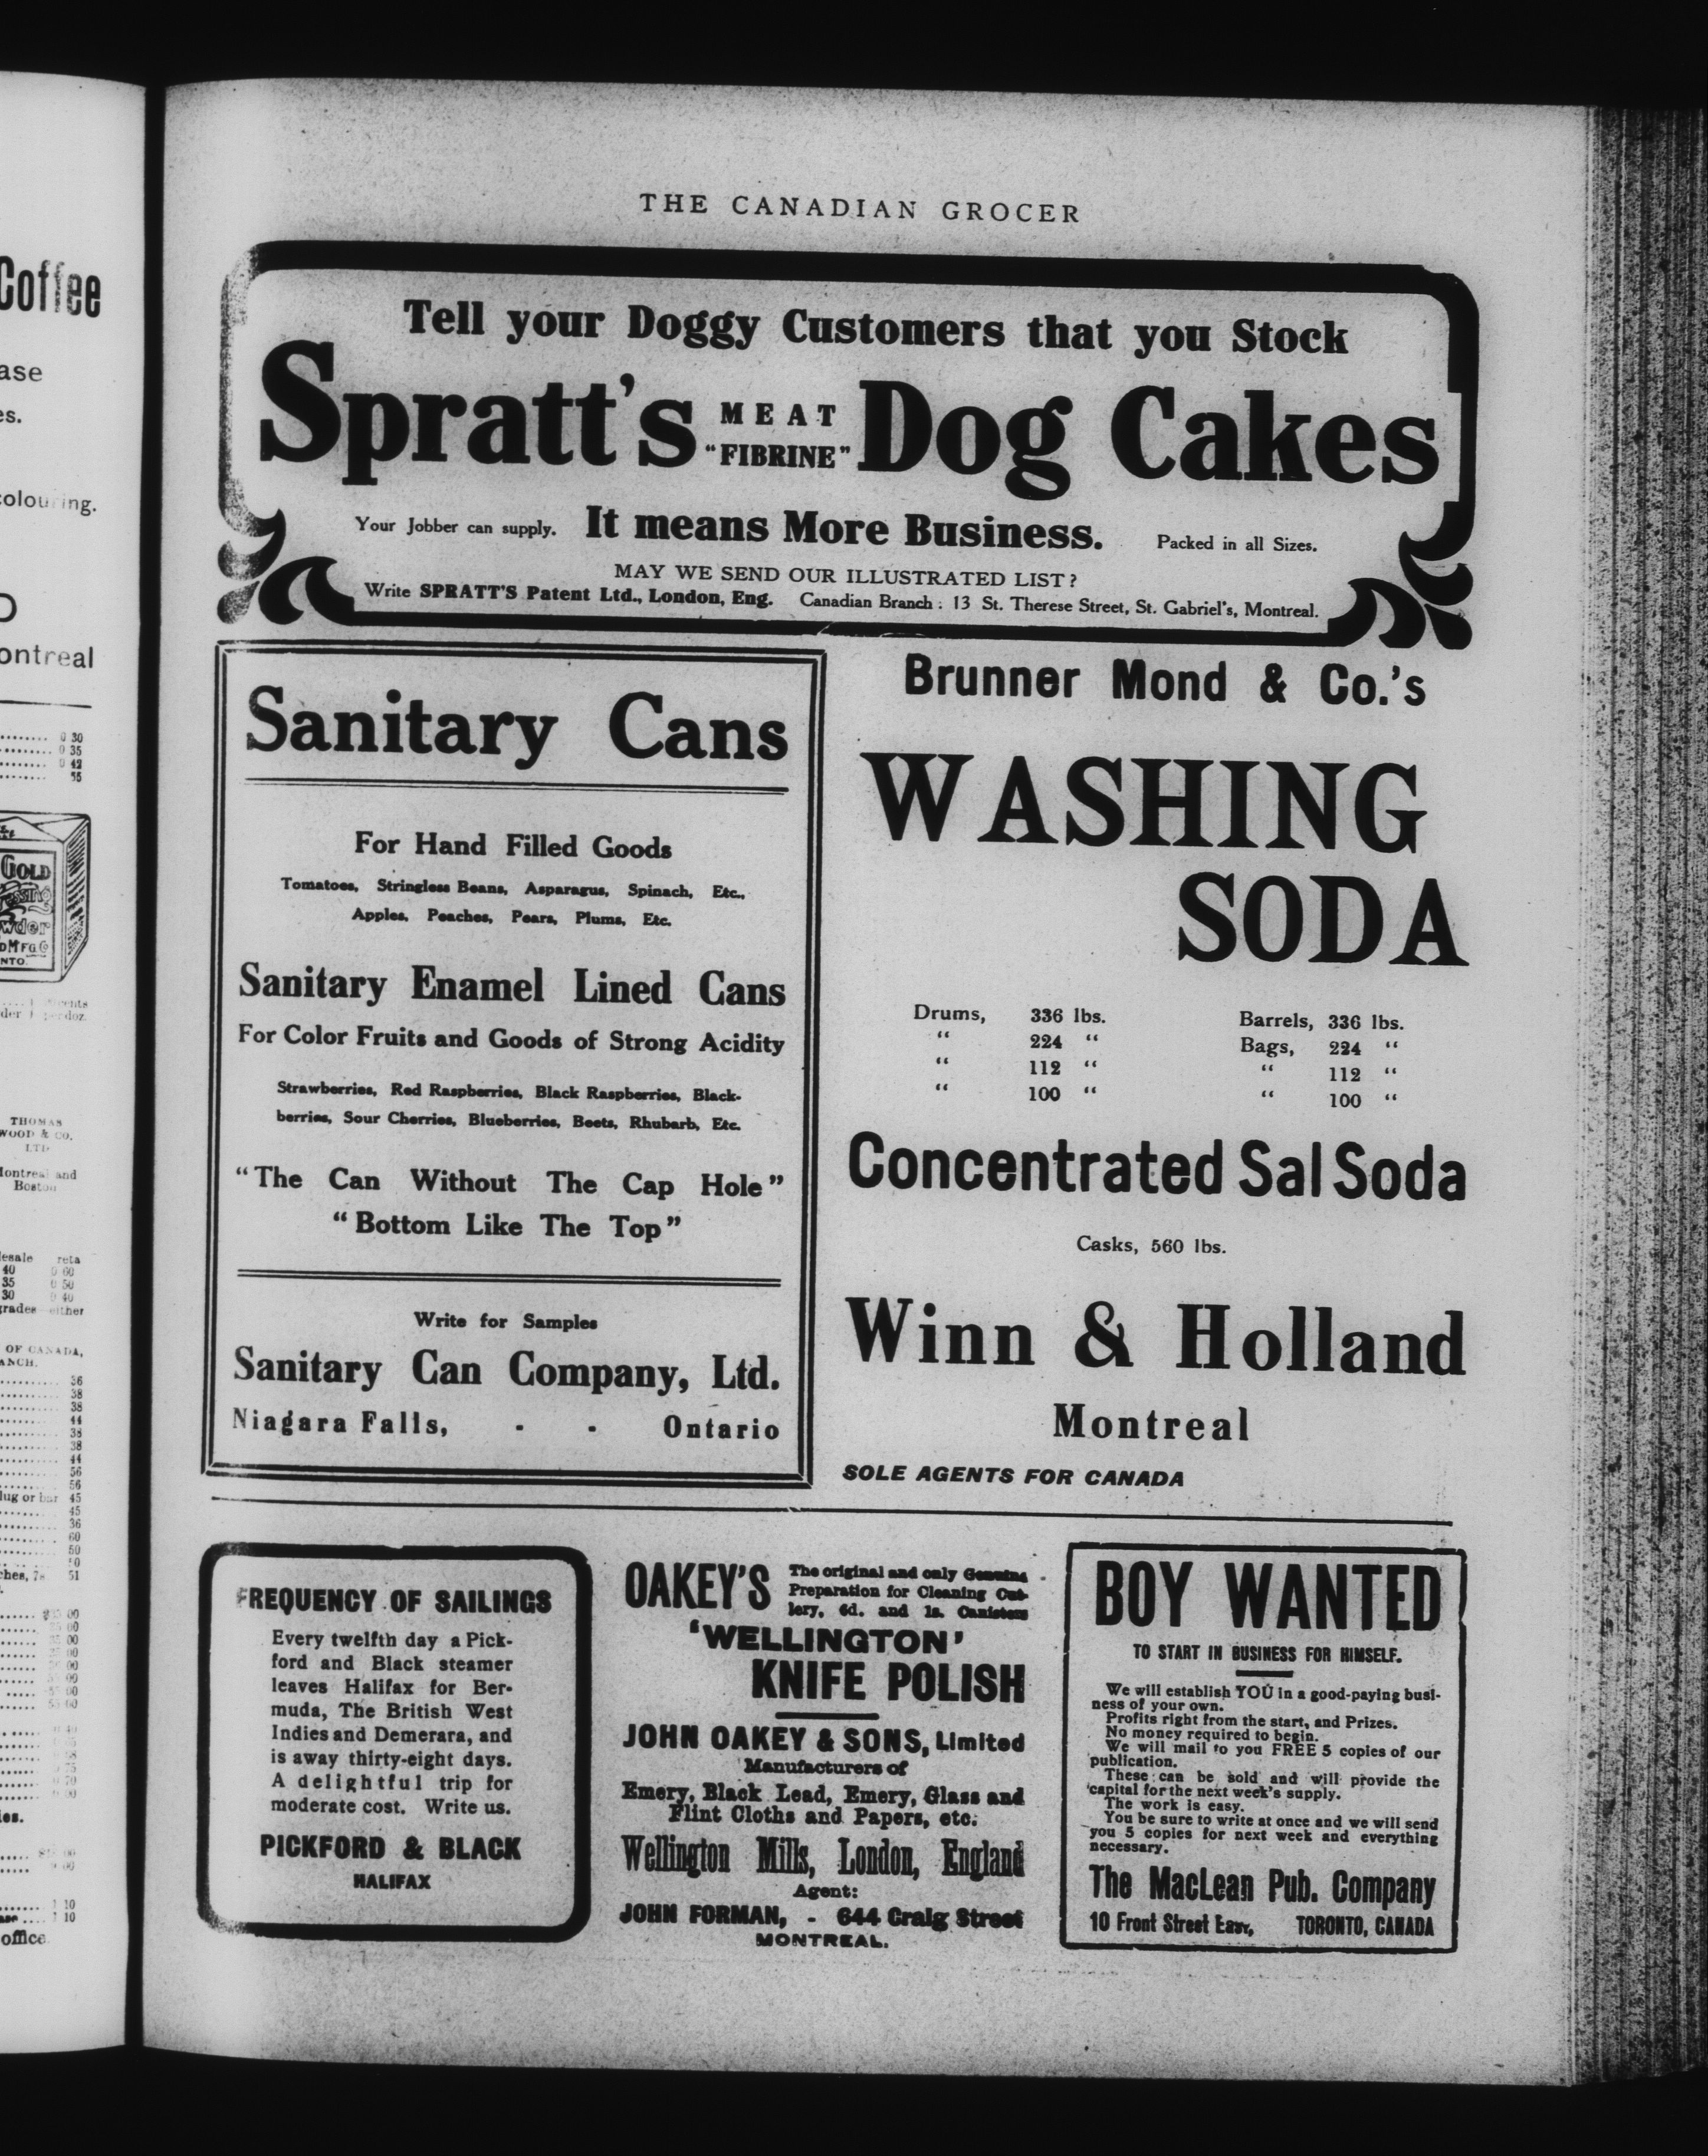 THE CANADIAN GROCER
Tell your Doggy Customers that you Stock
Spratt's MEAT "FIBRINE" Dog Cakes
Your Jobber can supply. It means More Business. Packed in all Sizes.
MAY WE SEND OUR ILLUSTRATED LIST?
Write SPRATT'S Patent Ltd., London, Eng. Canadian Branch: 13 St. Therese Street, St. Gabriel's, Montreal.
Sanitary Cans
For Hand Filled Goods
Tomatoes, Stringless Beans, Asparagus, Spinach, Etc.,
Apples, Peaches, Pears, Plums, Etc.
Sanitary Enamel Lined Cans
For Color Fruits and Goods of Strong Acidity
Strawberries, Red Raspberries, Black Raspberries, Black-
berries, Sour Cherries, Blueberries, Beets, Rhubarb, Etc.
"The Can Without The Cap Hole"
"Bottom Like The Top"
Write for Samples
Sanitary Can Company, Ltd.
Niagara Falls, - - Ontario
Brunner Mond & Co.'s
WASHING
SODA
Drums, 336 lbs. Barrels, 336 lbs.
" 224 " Bags, 224 "
" 112 " " 112 "
" 100 " " 100 "
Concentrated Sal Soda
Casks, 560 lbs.
Winn & Holland
Montreal
SOLE AGENTS FOR CANADA
FREQUENCY OF SAILINGS
Every twelfth day a Pick-
ford and Black steamer
leaves Halifax for Ber-
muda, The British West
Indies and Demerara, and
is away thirty-eight days.
A delightful trip for
moderate cost. Write us.
PICKFORD & BLACK
HALIFAX
OAKEY'S The original and only Genuine
Preparation for Cleaning Cut-
lery, 6d. and 1s. Canisters
'WELLINGTON'
KNIFE POLISH
JOHN OAKEY & SONS, Limited
Manufacturers of
Emery, Black Lead, Emery, Glass and
Flint Cloths and Papers, etc.
Wellington Mills, London, England
Agent:
JOHN FORMAN, - 644 Craig Street
MONTREAL.
BOY WANTED
TO START IN BUSINESS FOR HIMSELF.
We will establish YOU in a good-paying busi-
ness of your own.
Profits right from the start, and Prizes.
No money required to begin.
We will mail to you FREE 5 copies of our
publication.
These can be sold and will provide the
capital for the next week's supply.
The work is easy.
You be sure to write at once and we will send
you 5 copies for next week and everything
necessary.
The MacLean Pub. Company
10 Front Street East, TORONTO, CANADA